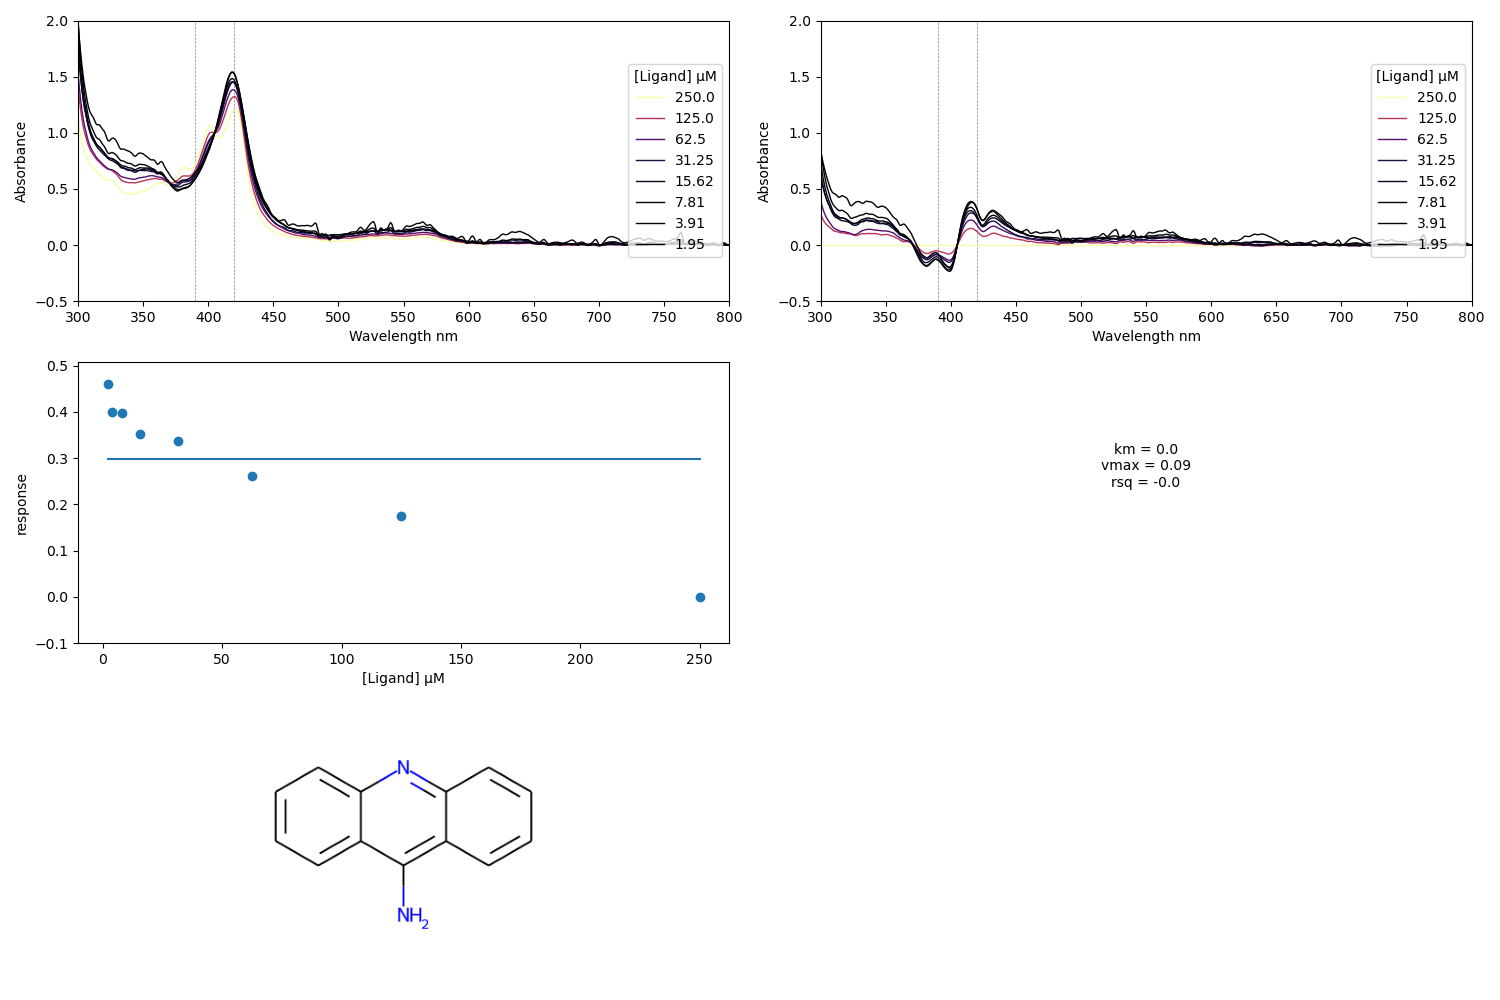 2.0
1.5
1.0
0.5
0.0
−0.5
Absorbance
300 350 400 450 500 550 600 650 700 750 800
Wavelength nm
[Ligand] μM
250.0
125.0
62.5
31.25
15.62
7.81
3.91
1.95
2.0
1.5
1.0
0.5
0.0
−0.5
Absorbance
300 350 400 450 500 550 600 650 700 750 800
Wavelength nm
[Ligand] μM
250.0
125.0
62.5
31.25
15.62
7.81
3.91
1.95
0.5
0.4
0.3
0.2
0.1
0.0
−0.1
response
0 50 100 150 200 250
[Ligand] μM
km = 0.0
vmax = 0.09
rsq = -0.0
N
NH2